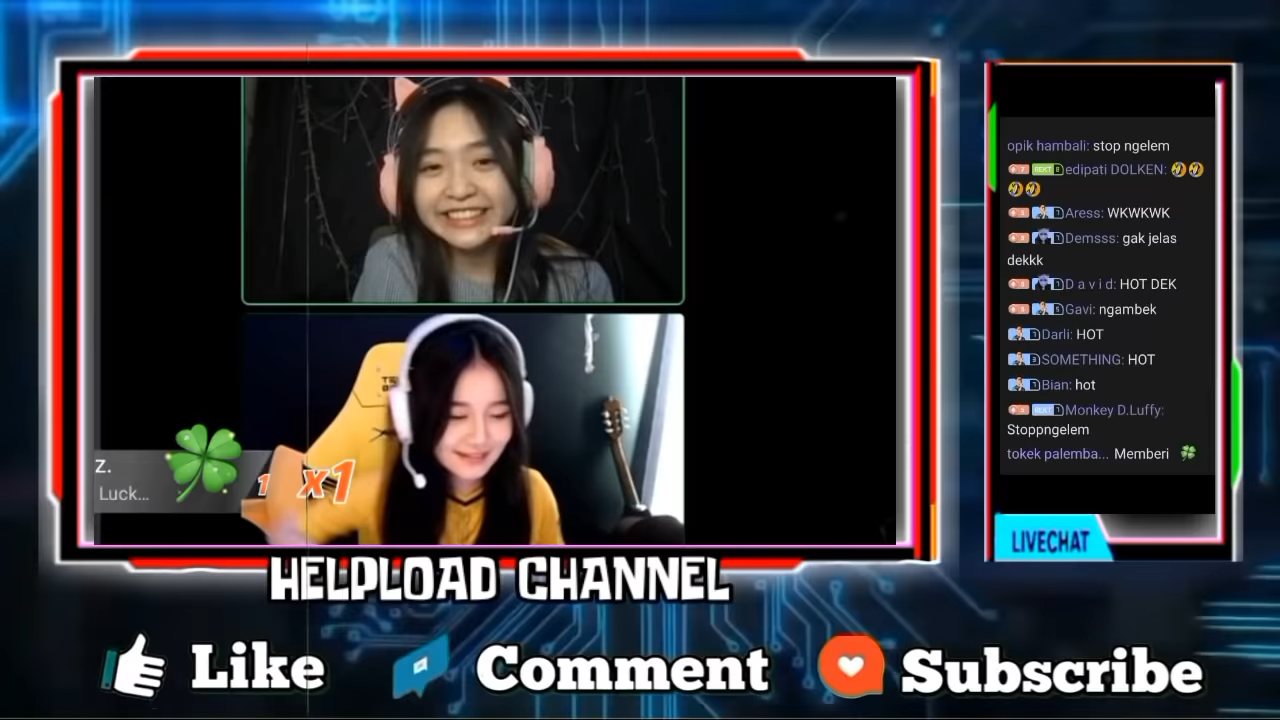 opik hambali: stop ngelem
edipati DOLKEN: 🤣🤣
🤣🤣
Aress: WKWKWK
Demsss: gak jelas
dekkk
D a v i d: HOT DEK
Gavi: ngambek
Darli: HOT
SOMETHING: HOT
Bian: hot
Monkey D.Luffy:
Stoppngelem
tokek palemba... Memberi 🍀
LIVECHAT
z.
Luck...
1 x1
HELPLOAD CHANNEL
Like
Comment
Subscribe